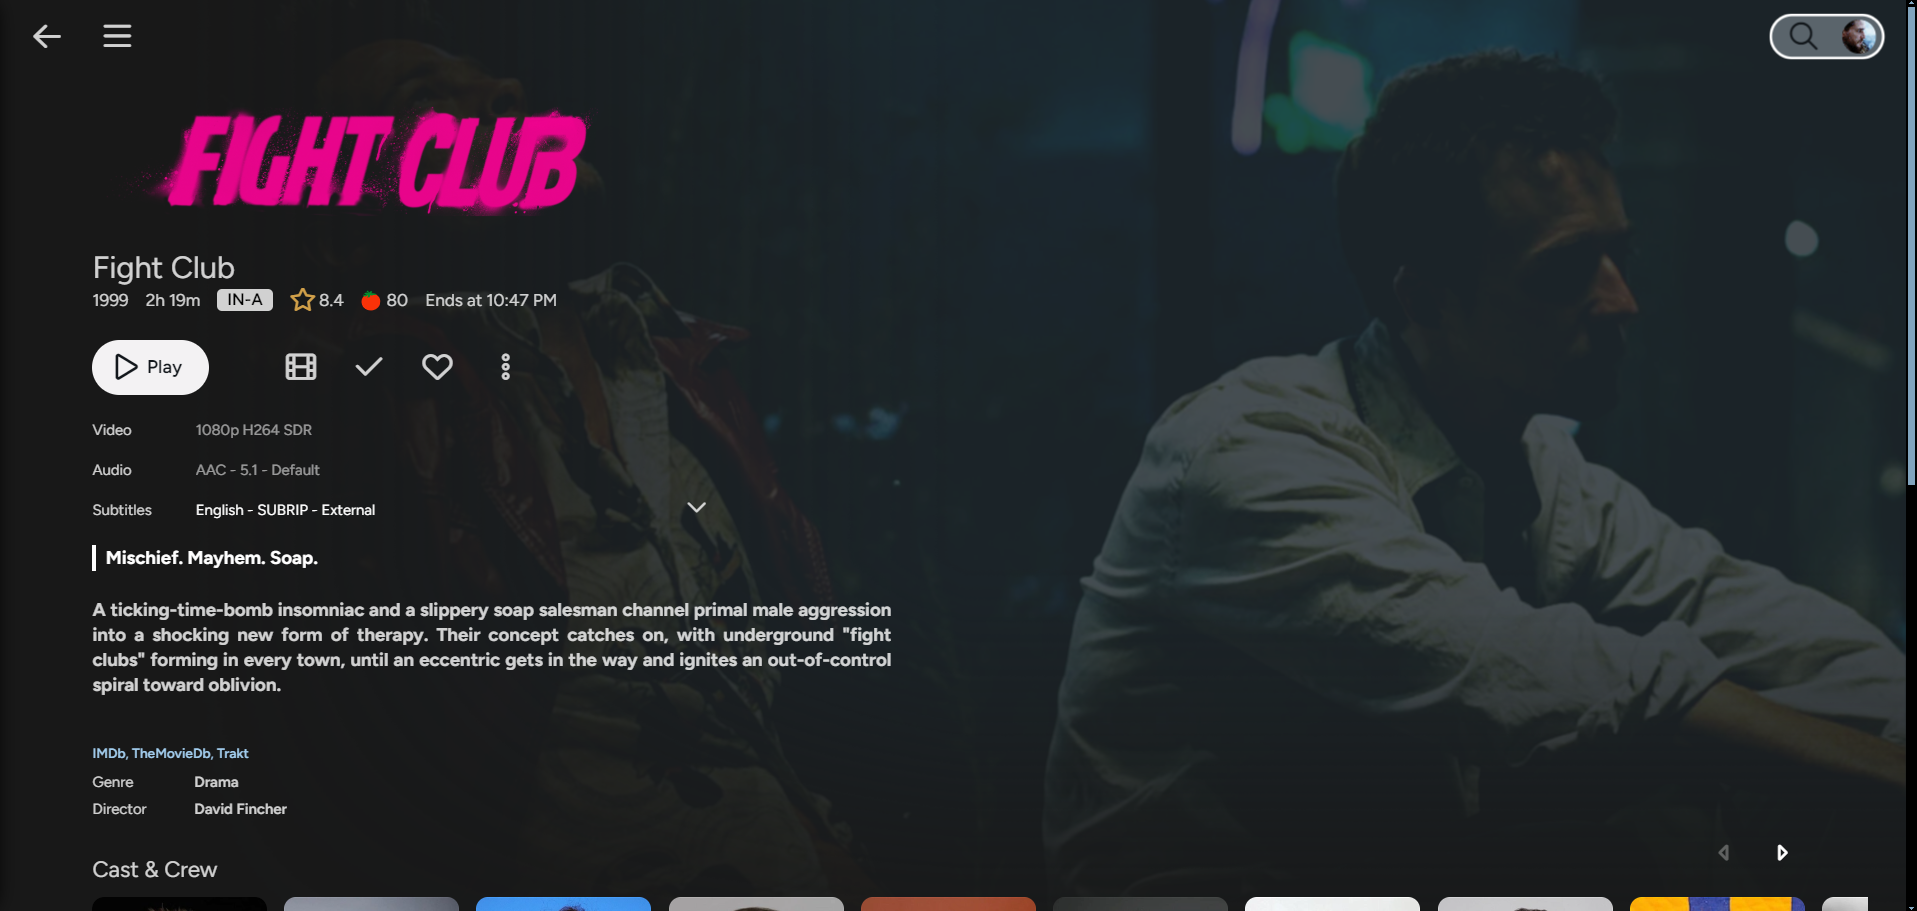 FIGHT CLUB
Fight Club
1999 2h 19m IN-A 8.4 80 Ends at 10:47 PM
Play
Video 1080p H264 SDR
Audio AAC - 5.1 - Default
Subtitles English - SUBRIP - External
Mischief. Mayhem. Soap.
A ticking-time-bomb insomniac and a slippery soap salesman channel primal male aggression
into a shocking new form of therapy. Their concept catches on, with underground "fight
clubs" forming in every town, until an eccentric gets in the way and ignites an out-of-control
spiral toward oblivion.
IMDb, TheMovieDb, Trakt
Genre Drama
Director David Fincher
Cast & Crew